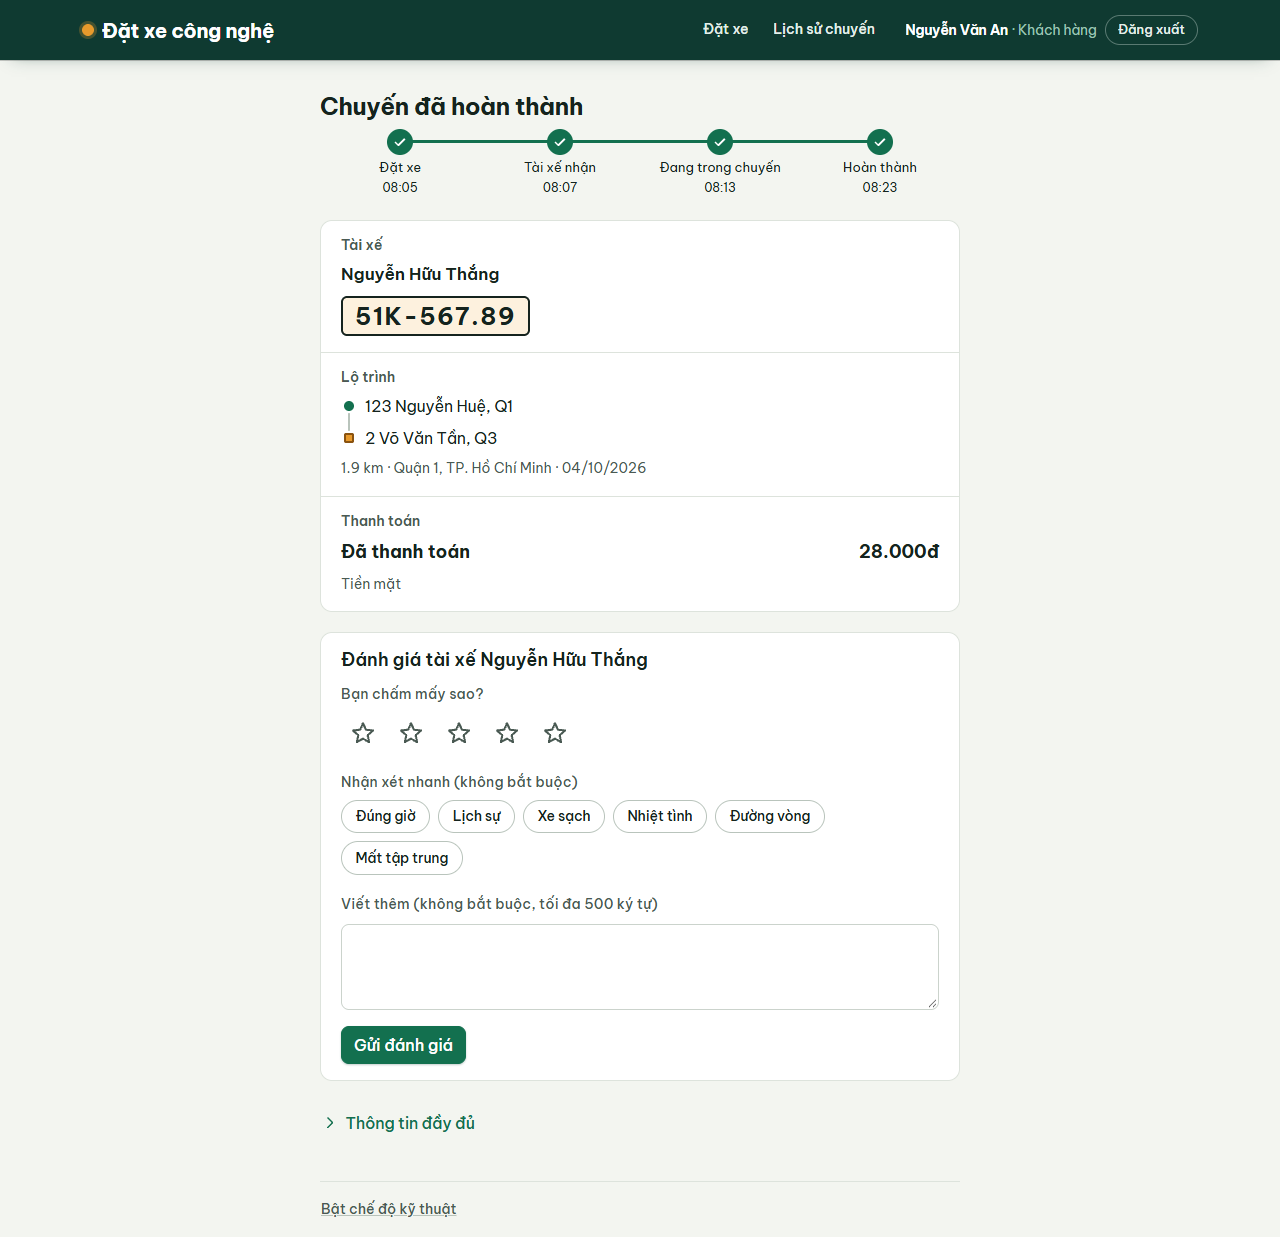 Đặt xe công nghệ
Đặt xe
Lịch sử chuyến
Nguyễn Văn An · Khách hàng
Đăng xuất
Chuyến đã hoàn thành
Đặt xe
08:05
Tài xế nhận
08:07
Đang trong chuyến
08:13
Hoàn thành
08:23
Tài xế
Nguyễn Hữu Thắng
51K-567.89
Lộ trình
123 Nguyễn Huệ, Q1
2 Võ Văn Tần, Q3
1.9 km · Quận 1, TP. Hồ Chí Minh · 04/10/2026
Thanh toán
Đã thanh toán 28.000đ
Tiền mặt
Đánh giá tài xế Nguyễn Hữu Thắng
Bạn chấm mấy sao?
Nhận xét nhanh (không bắt buộc)
Đúng giờ
Lịch sự
Xe sạch
Nhiệt tình
Đường vòng
Mất tập trung
Viết thêm (không bắt buộc, tối đa 500 ký tự)
Gửi đánh giá
Thông tin đầy đủ
Bật chế độ kỹ thuật